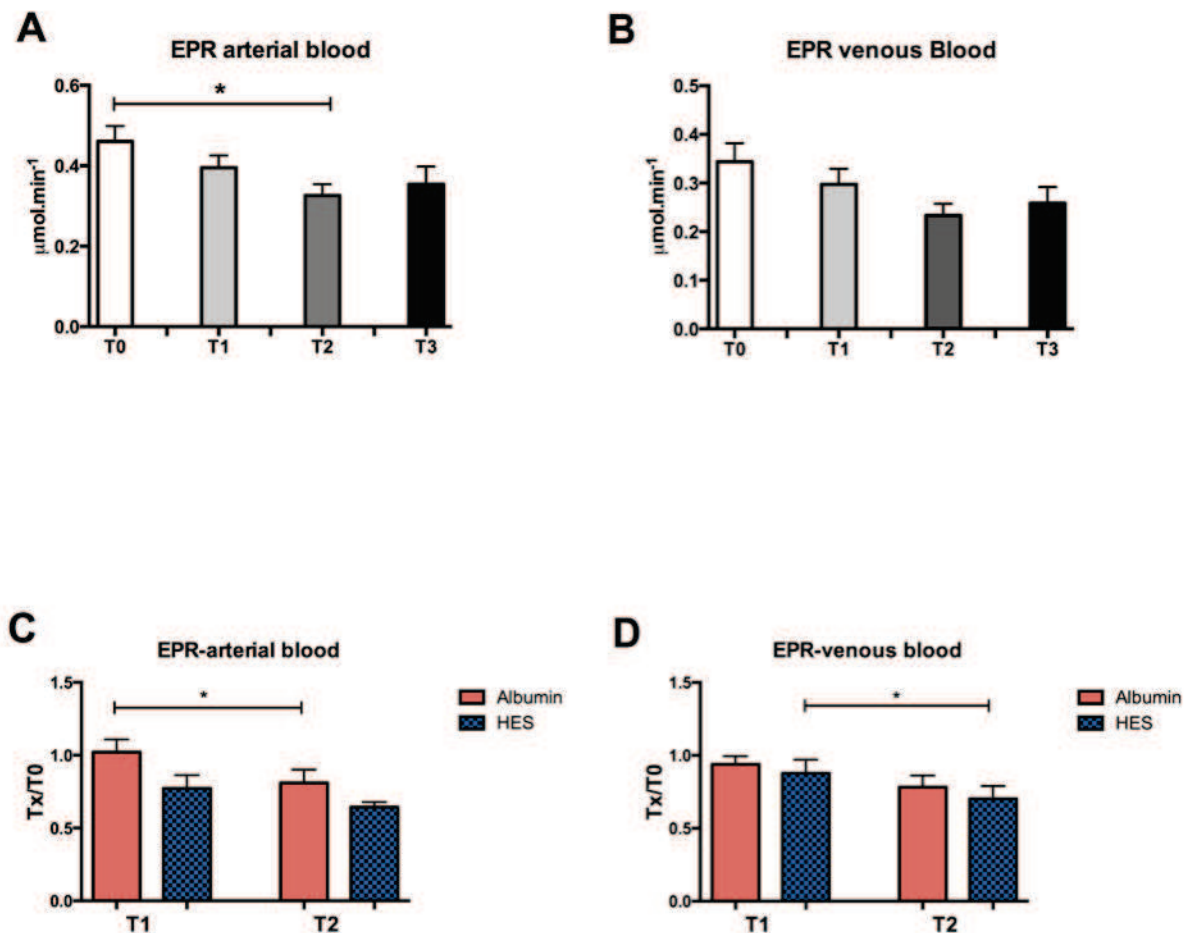 A
EPR arterial blood
0.6
*
0.4
0.2
0.0
μmol.min⁻¹
T0 T1 T2 T3
B
EPR venous Blood
0.5
0.4
0.3
0.2
0.1
0.0
μmol.min⁻¹
T0 T1 T2 T3
C
EPR-arterial blood
1.5
*
1.0
0.5
0.0
Tx/T0
T1 T2
Albumin
HES
D
EPR-venous blood
1.5
*
1.0
0.5
0.0
Tx/T0
T1 T2
Albumin
HES